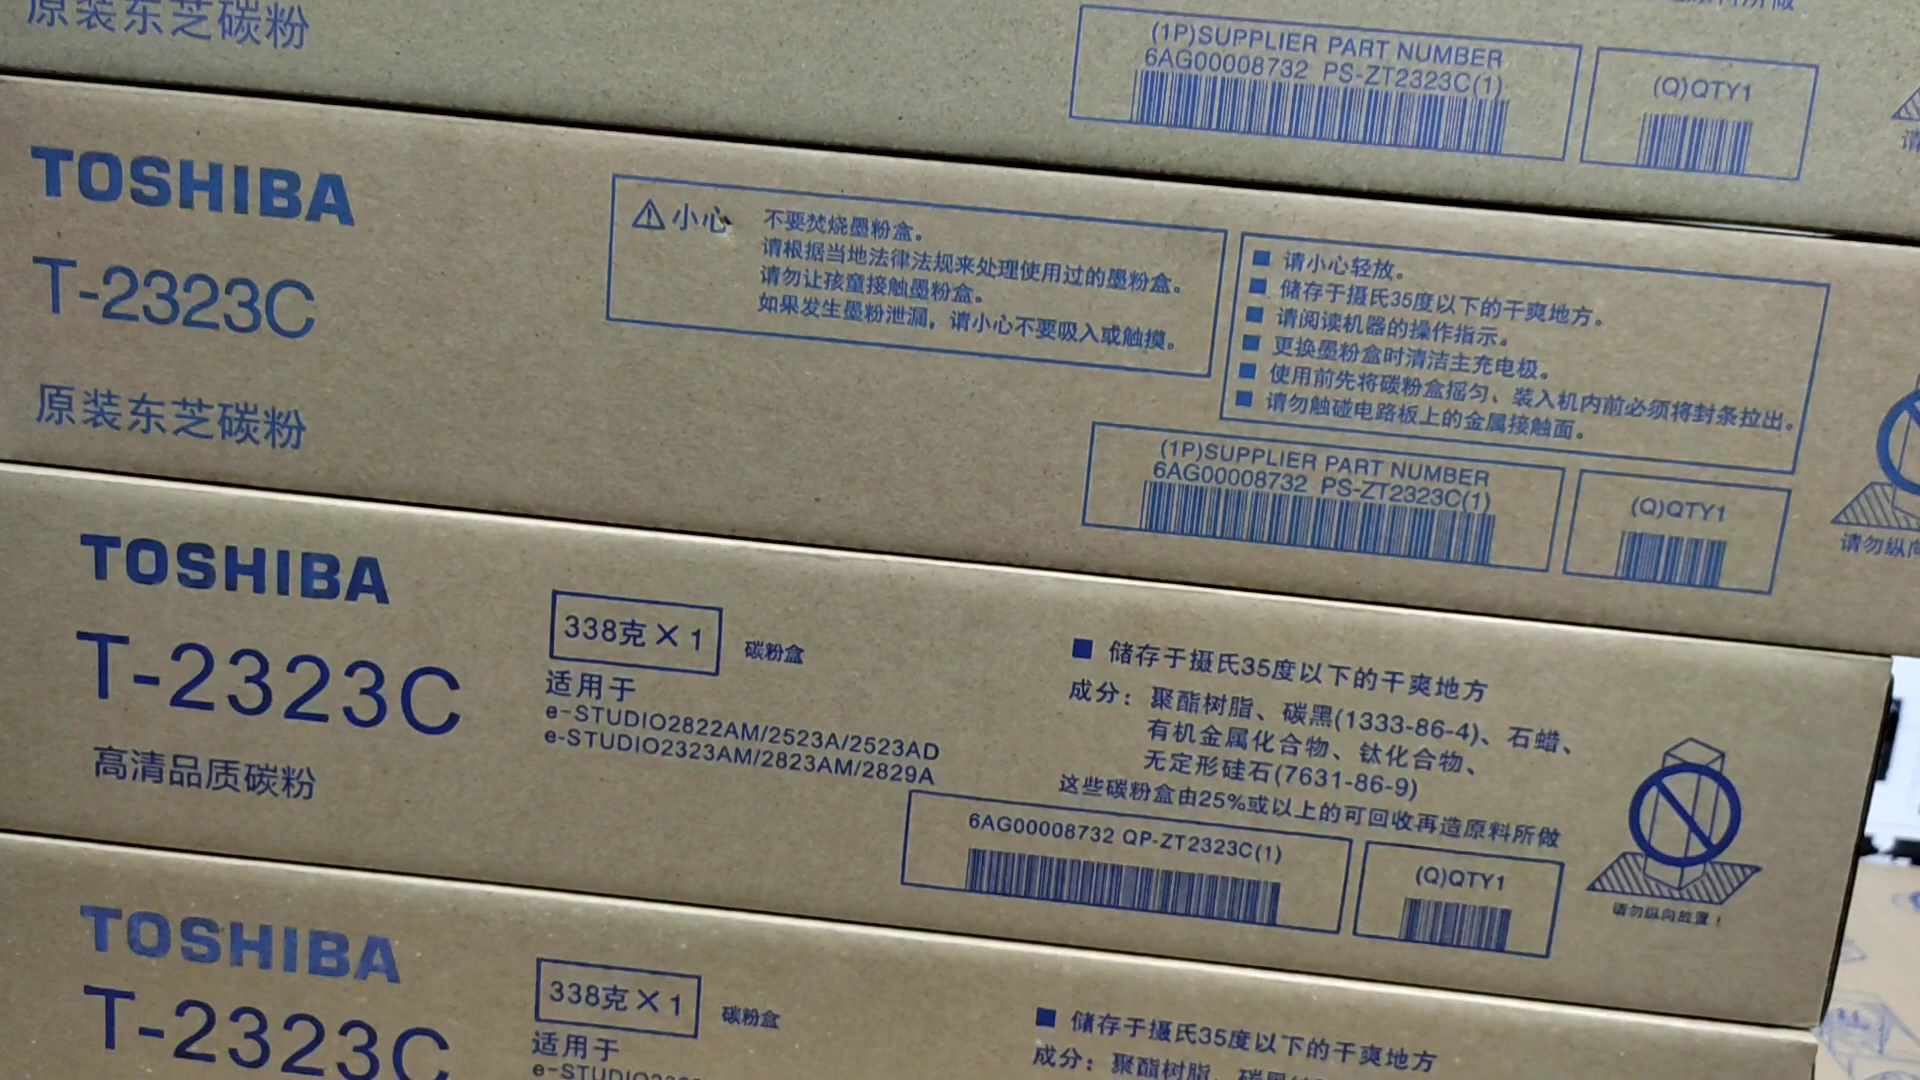 原装东芝碳粉
(1P)SUPPLIER PART NUMBER
6AG00008732 PS-ZT2323C(1)
(Q)QTY1
请
TOSHIBA
T-2323C
原装东芝碳粉
小心
不要焚烧墨粉盒。
请根据当地法律法规来处理使用过的墨粉盒。
请勿让孩童接触墨粉盒。
如果发生墨粉泄漏，请小心不要吸入或触摸。
■ 请小心轻放。
■ 储存于摄氏35度以下的干爽地方。
■ 请阅读机器的操作指示。
■ 更换墨粉盒时清洁主充电极。
■ 使用前先将碳粉盒摇匀、装入机内前必须将封条拉出。
■ 请勿触碰电路板上的金属接触面。
(1P)SUPPLIER PART NUMBER
6AG00008732 PS-ZT2323C(1)
(Q)QTY1
请勿纵向
TOSHIBA
T-2323C
高清品质碳粉
338克×1
碳粉盒
适用于
e-STUDIO2822AM/2523A/2523AD
e-STUDIO2323AM/2823AM/2829A
■ 储存于摄氏35度以下的干爽地方
成分：聚酯树脂、碳黑(1333-86-4)、石蜡、
有机金属化合物、钛化合物、
无定形硅石(7631-86-9)
这些碳粉盒由25%或以上的可回收再造原料所做
6AG00008732 QP-ZT2323C(1)
(Q)QTY1
请勿纵向放置！
TOSHIBA
T-2323C
338克×1
碳粉盒
适用于
■ 储存于摄氏35度以下的干爽地方
成分：聚酯树脂、碳黑